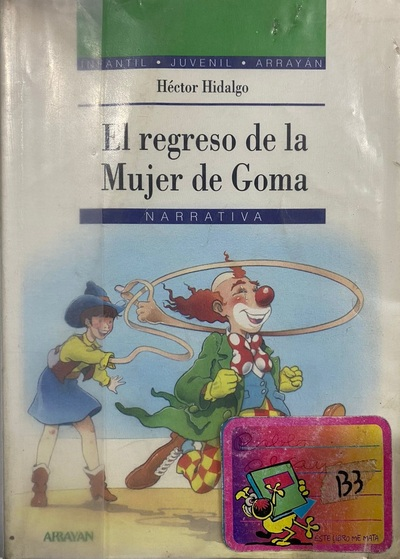 INFANTIL • JUVENIL • ARRAYÁN
Héctor Hidalgo
El regreso de la
Mujer de Goma
NARRATIVA
B3
ESTE LIBRO ME MATA
ARRAYAN